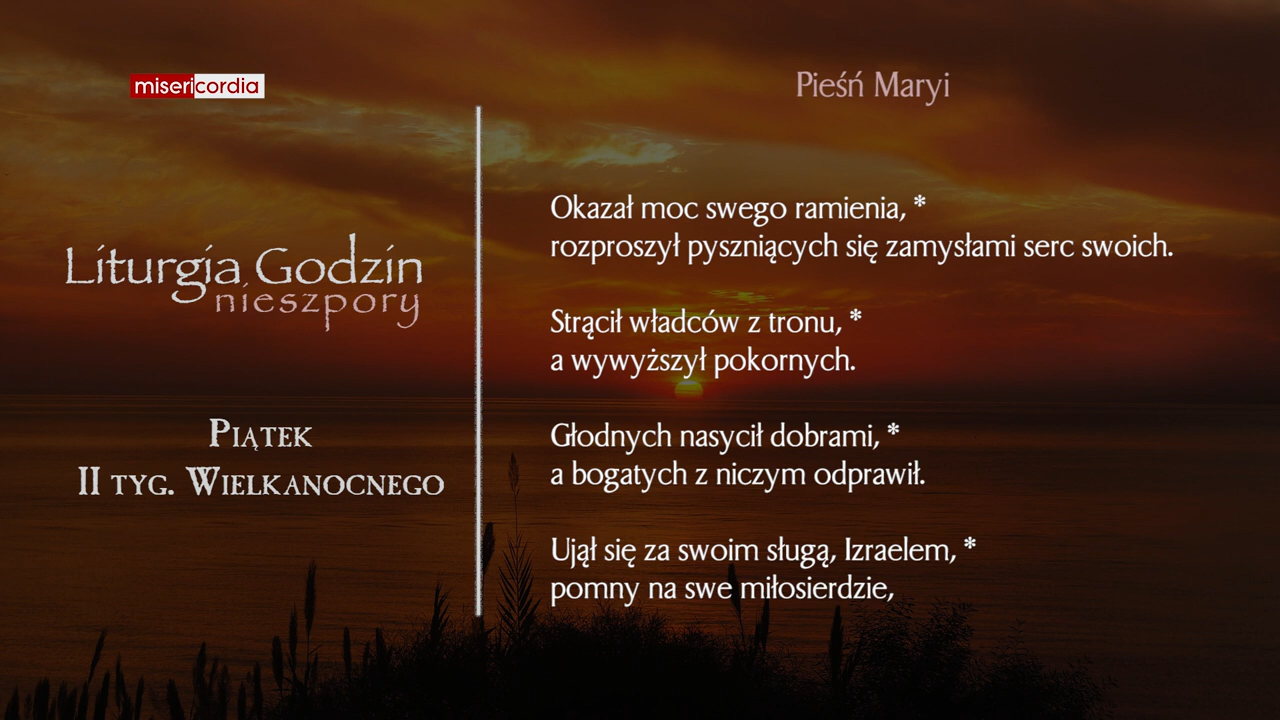 misericordia
Liturgia Godzin
nieszpory
Piątek
II tyg. Wielkanocnego
Pieśń Maryi
Okazał moc swego ramienia, *
rozproszył pyszniących się zamysłami serc swoich.
Strącił władców z tronu, *
a wywyższył pokornych.
Głodnych nasycił dobrami, *
a bogatych z niczym odprawił.
Ujął się za swoim sługą, Izraelem, *
pomny na swe miłosierdzie,